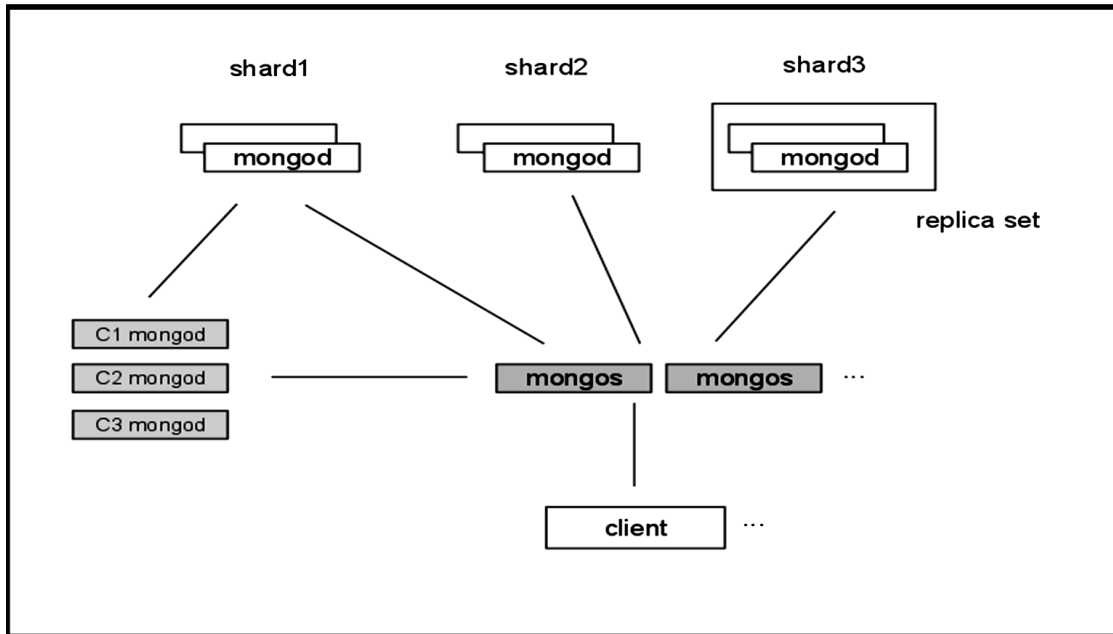 shard1
shard2
shard3
mongod
mongod
mongod
replica set
C1 mongod
C2 mongod
C3 mongod
mongos
mongos
...
client
...